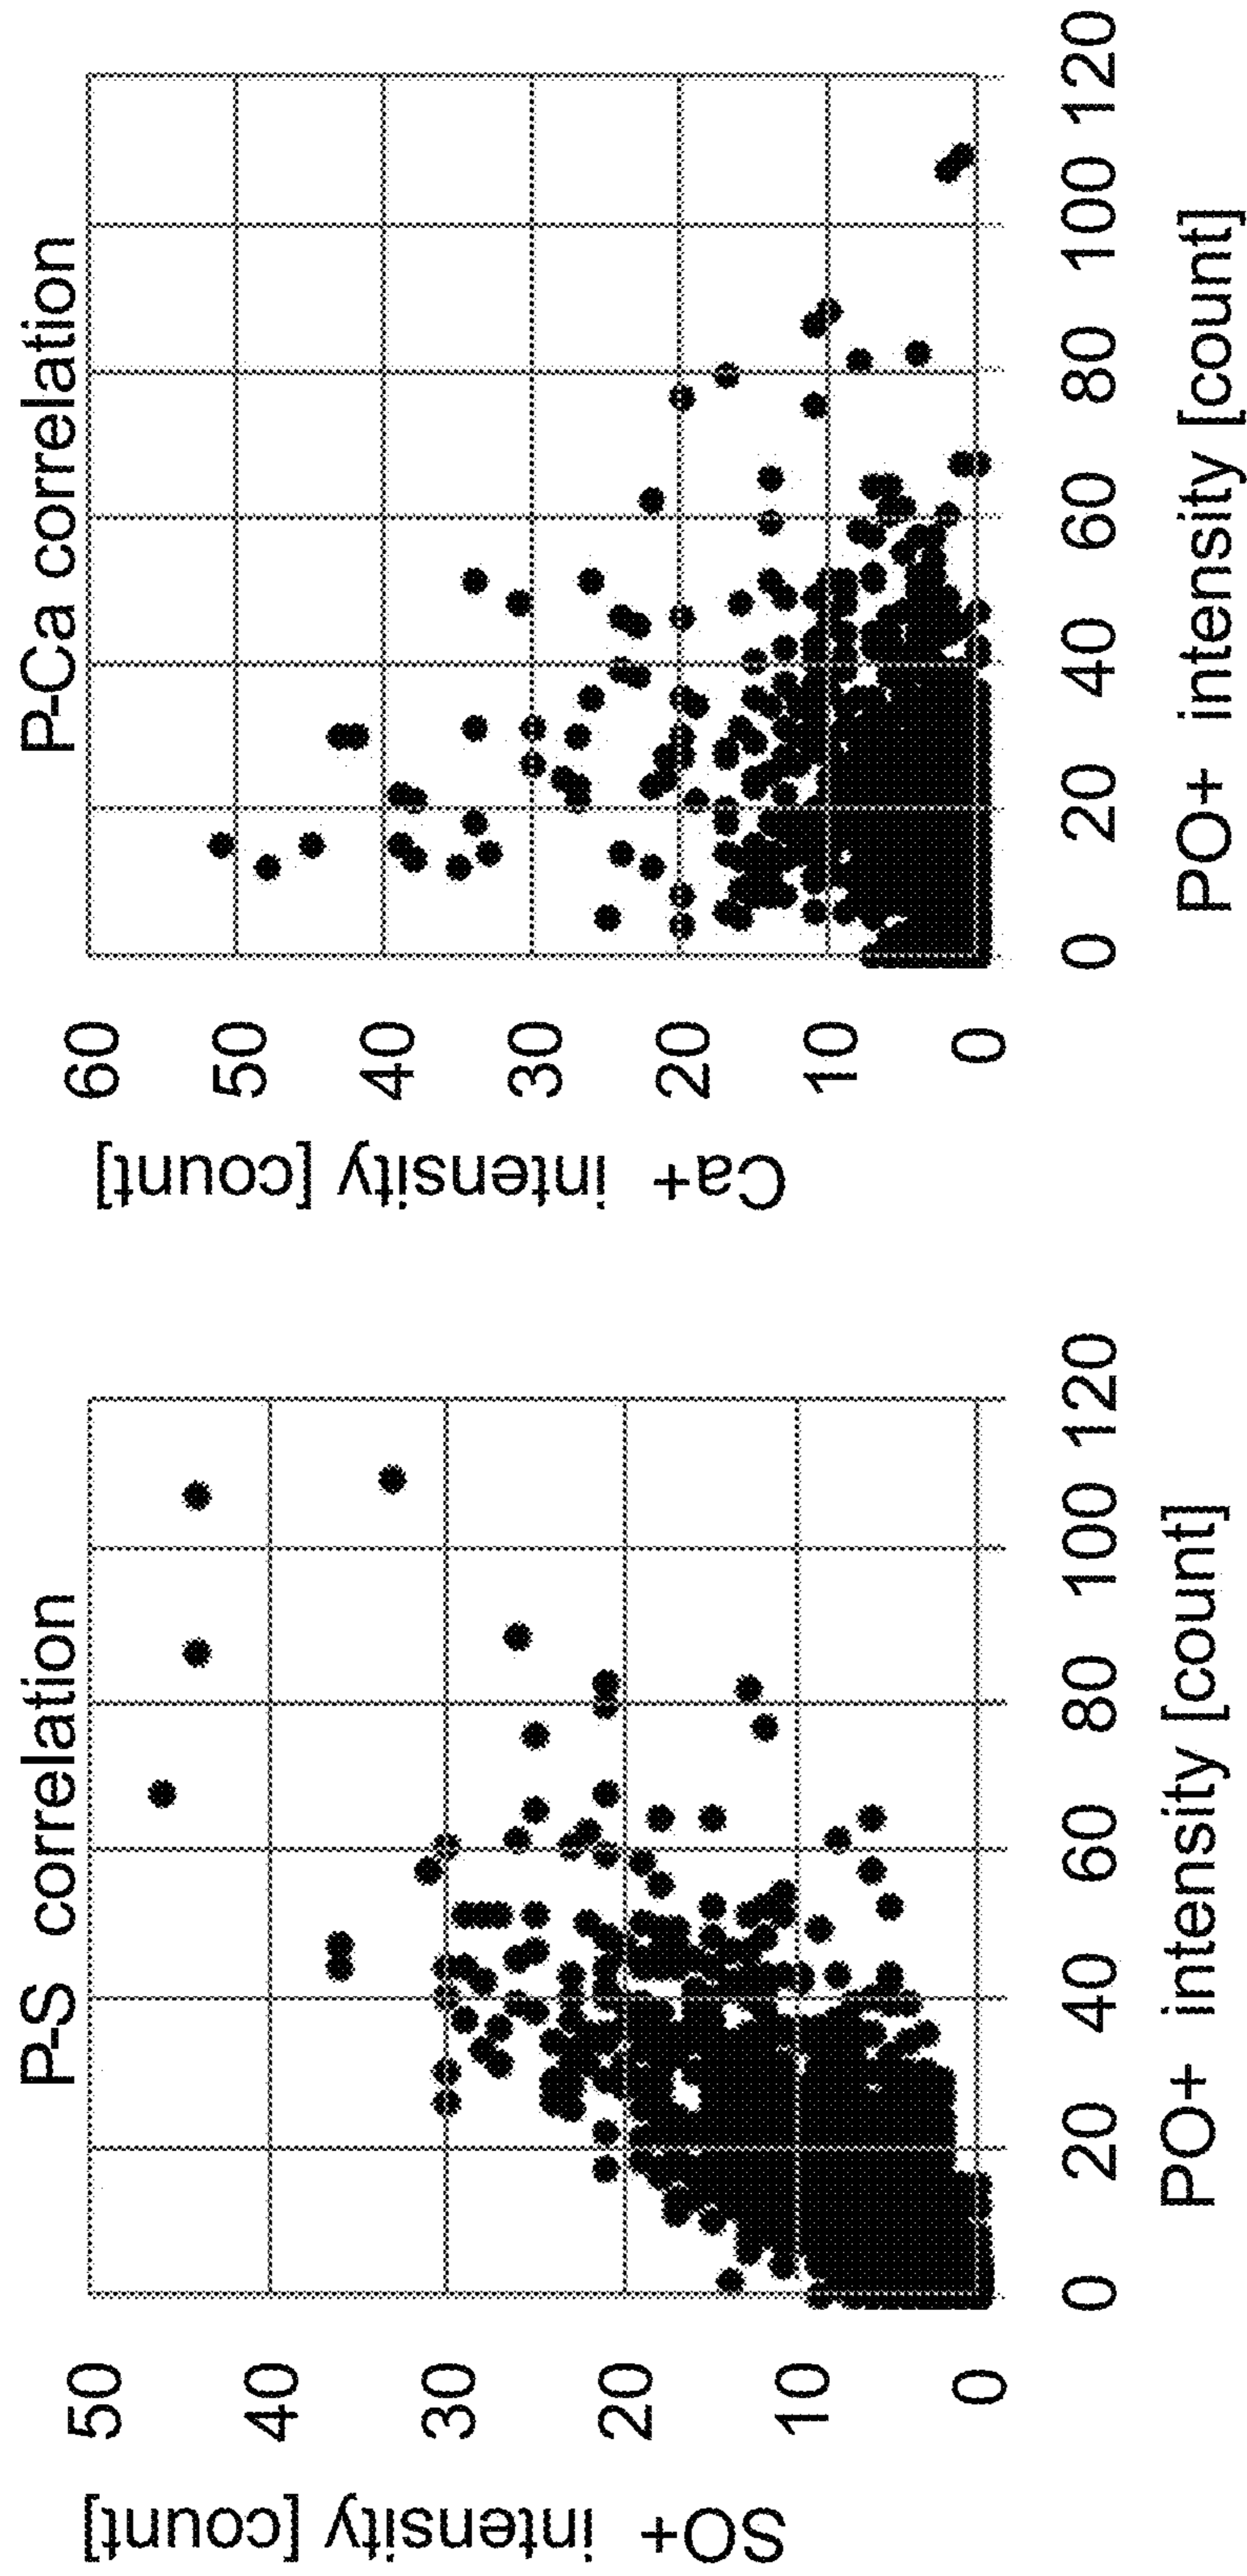 P-S correlation
SO+ intensity [count]
50
40
30
20
10
0
0 20 40 60 80 100 120
PO+ intensity [count]
P-Ca correlation
Ca+ intensity [count]
60
50
40
30
20
10
0
0 20 40 60 80 100 120
PO+ intensity [count]